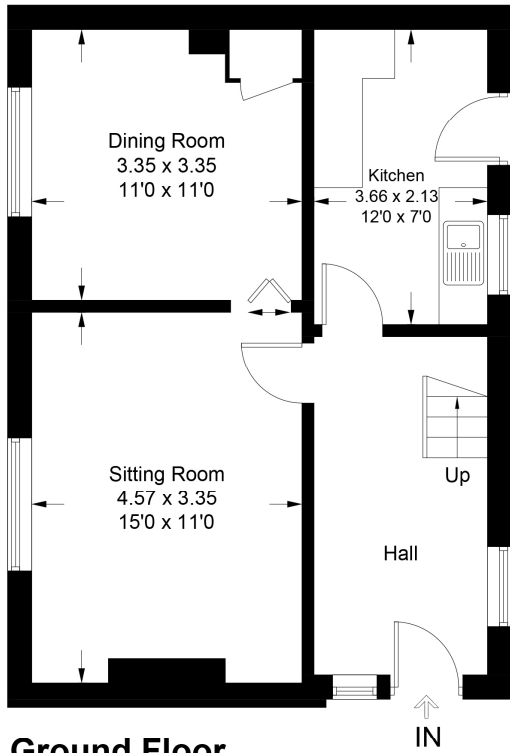 Dining Room
3.35 x 3.35
11'0 x 11'0
Kitchen
3.66 x 2.13
12'0 x 7'0
Sitting Room
4.57 x 3.35
15'0 x 11'0
Up
Hall
IN
Ground Floor